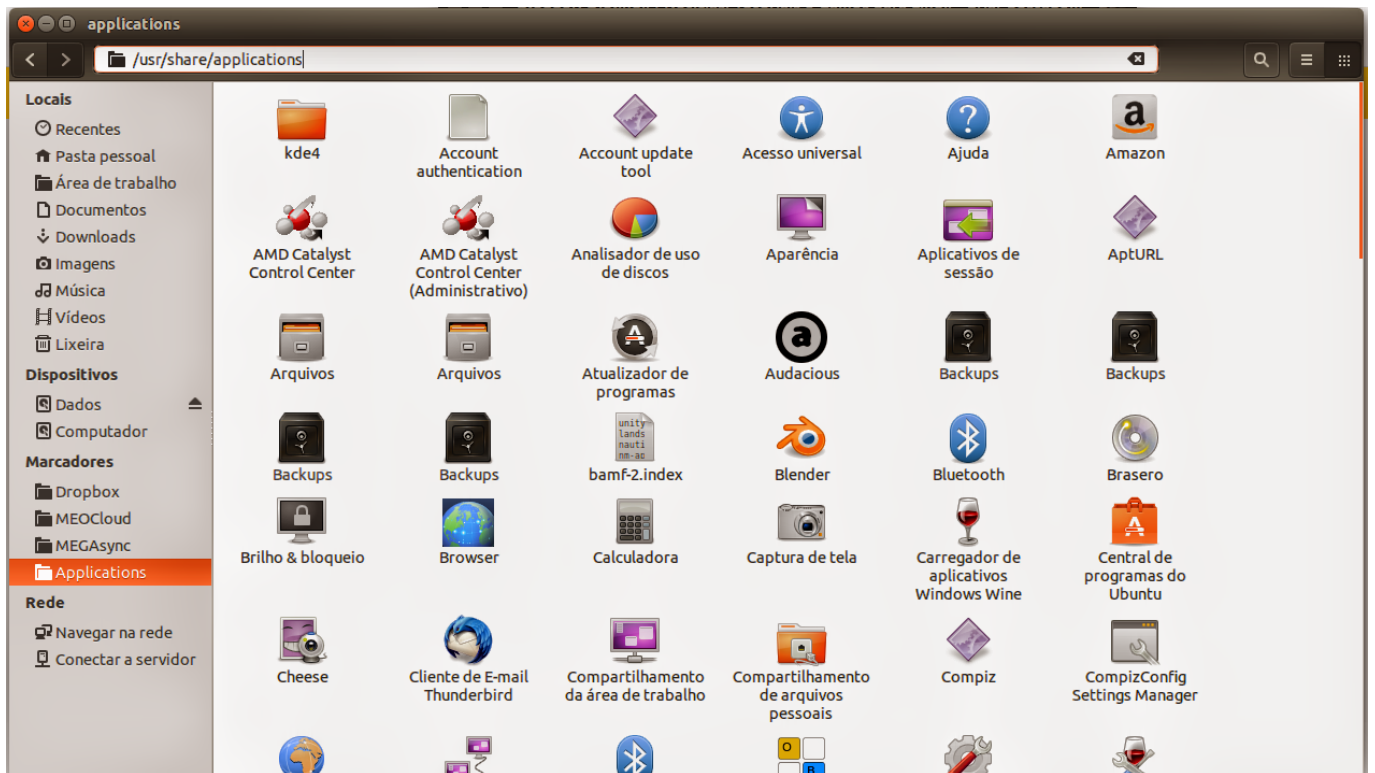 applications
/usr/share/applications
Locais
Recentes
Pasta pessoal
Área de trabalho
Documentos
Downloads
Imagens
Música
Vídeos
Lixeira
Dispositivos
Dados
Computador
Marcadores
Dropbox
MEOCloud
MEGAsync
Applications
Rede
Navegar na rede
Conectar a servidor
kde4
Account
authentication
Account update
tool
Acesso universal
Ajuda
Amazon
AMD Catalyst
Control Center
AMD Catalyst
Control Center
(Administrativo)
Analisador de uso
de discos
Aparência
Aplicativos de
sessão
AptURL
Arquivos
Arquivos
Atualizador de
programas
Audacious
Backups
Backups
Backups
Backups
unity
lands
nauti
nm-ap
bamf-2.index
Blender
Bluetooth
Brasero
Brilho & bloqueio
Browser
Calculadora
Captura de tela
Carregador de
aplicativos
Windows Wine
Central de
programas do
Ubuntu
Cheese
Cliente de E-mail
Thunderbird
Compartilhamento
da área de trabalho
Compartilhamento
de arquivos
pessoais
Compiz
CompizConfig
Settings Manager